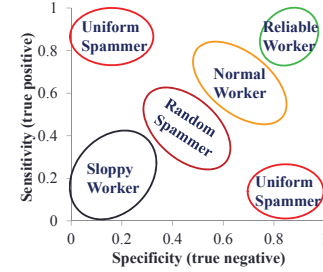 Sensitivity (true positive)
1
0.8
0.6
0.4
0.2
0
Uniform
Spammer
Reliable
Worker
Normal
Worker
Random
Spammer
Sloppy
Worker
Uniform
Spammer
0
0.2
0.4
0.6
0.8
Specificity (true negative)